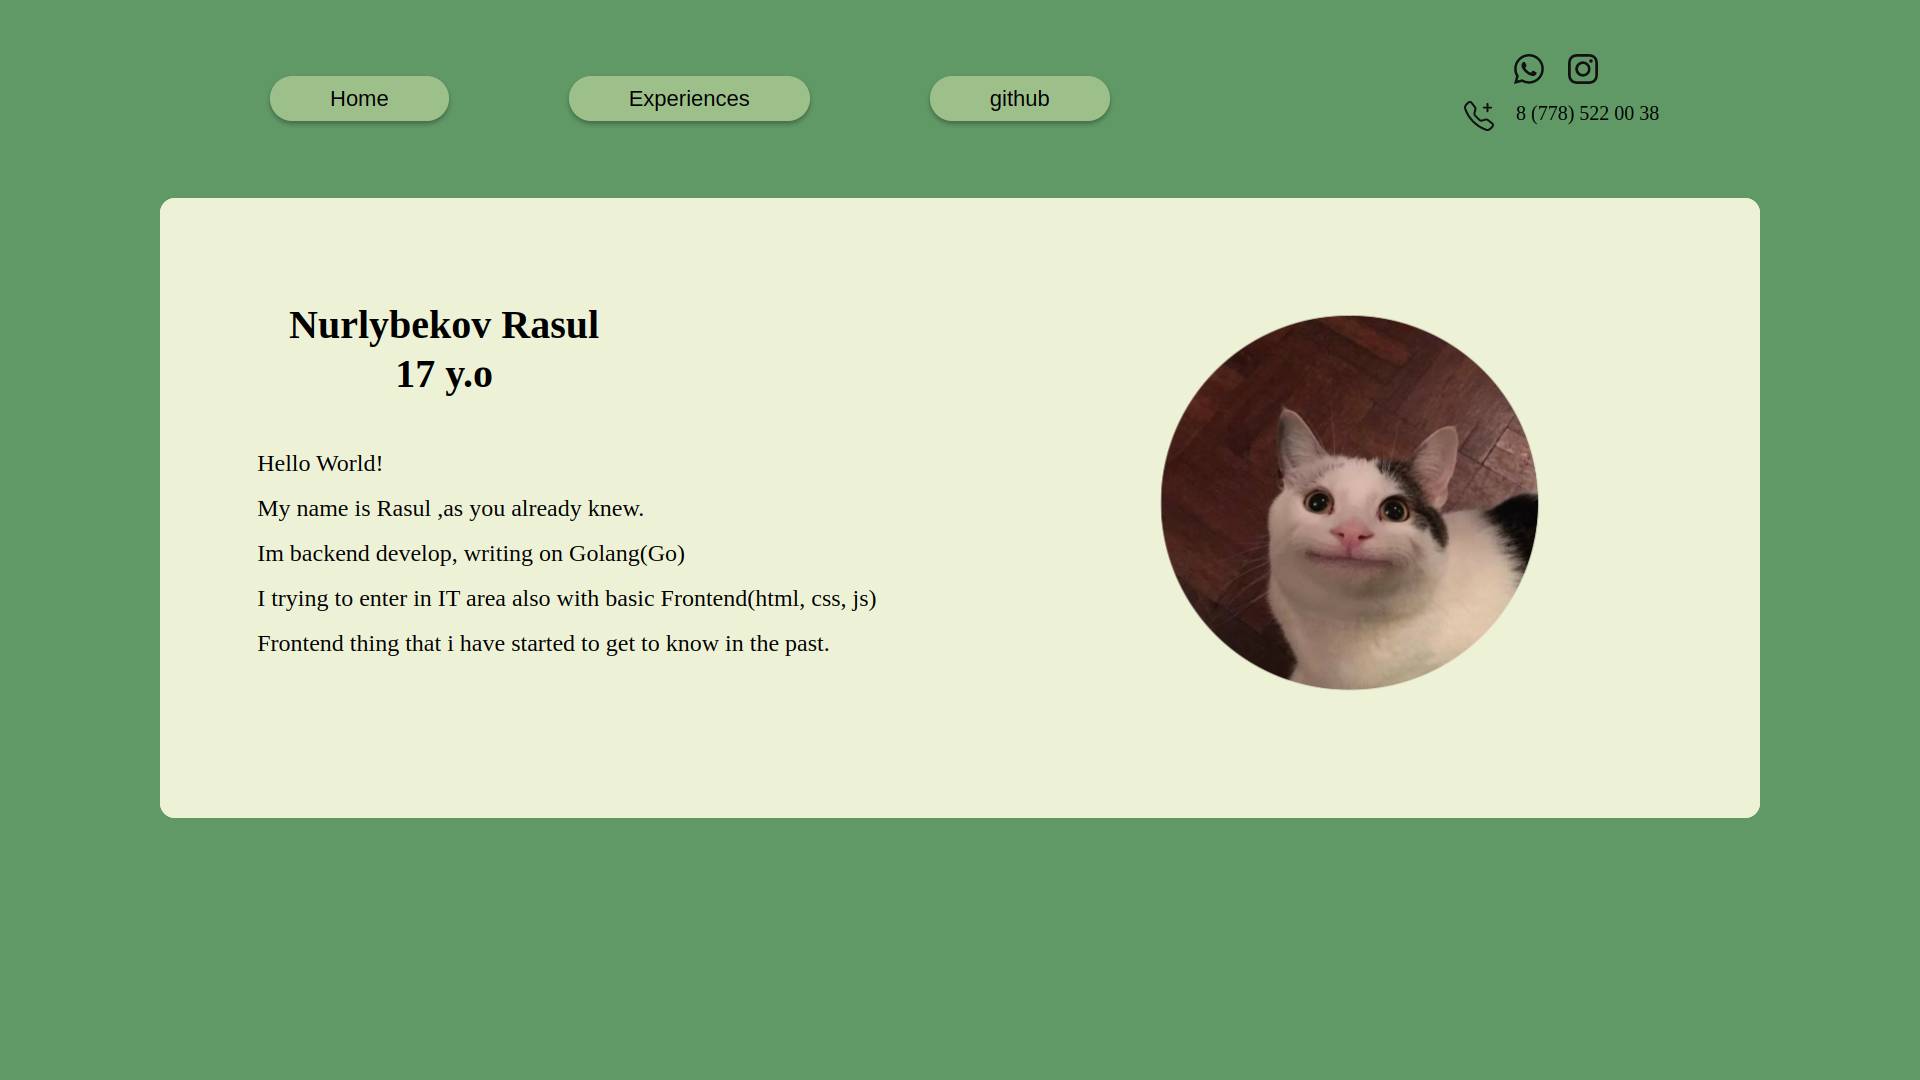 Home
Experiences
github
8 (778) 522 00 38
Nurlybekov Rasul
17 y.o
Hello World!
My name is Rasul ,as you already knew.
Im backend develop, writing on Golang(Go)
I trying to enter in IT area also with basic Frontend(html, css, js)
Frontend thing that i have started to get to know in the past.